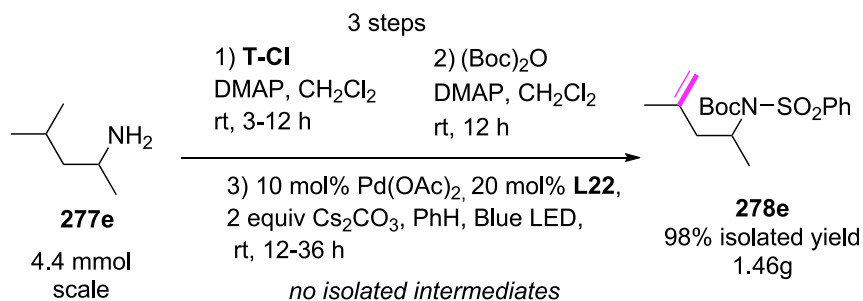 3 steps
1) T-Cl
DMAP, CH2Cl2
rt, 3-12 h
2) (Boc)2O
DMAP, CH2Cl2
rt, 12 h
3) 10 mol% Pd(OAc)2, 20 mol% L22,
2 equiv Cs2CO3, PhH, Blue LED,
rt, 12-36 h
no isolated intermediates
NH2
277e
4.4 mmol
scale
BocN
SO2
Ph
278e
98% isolated yield
1.46g